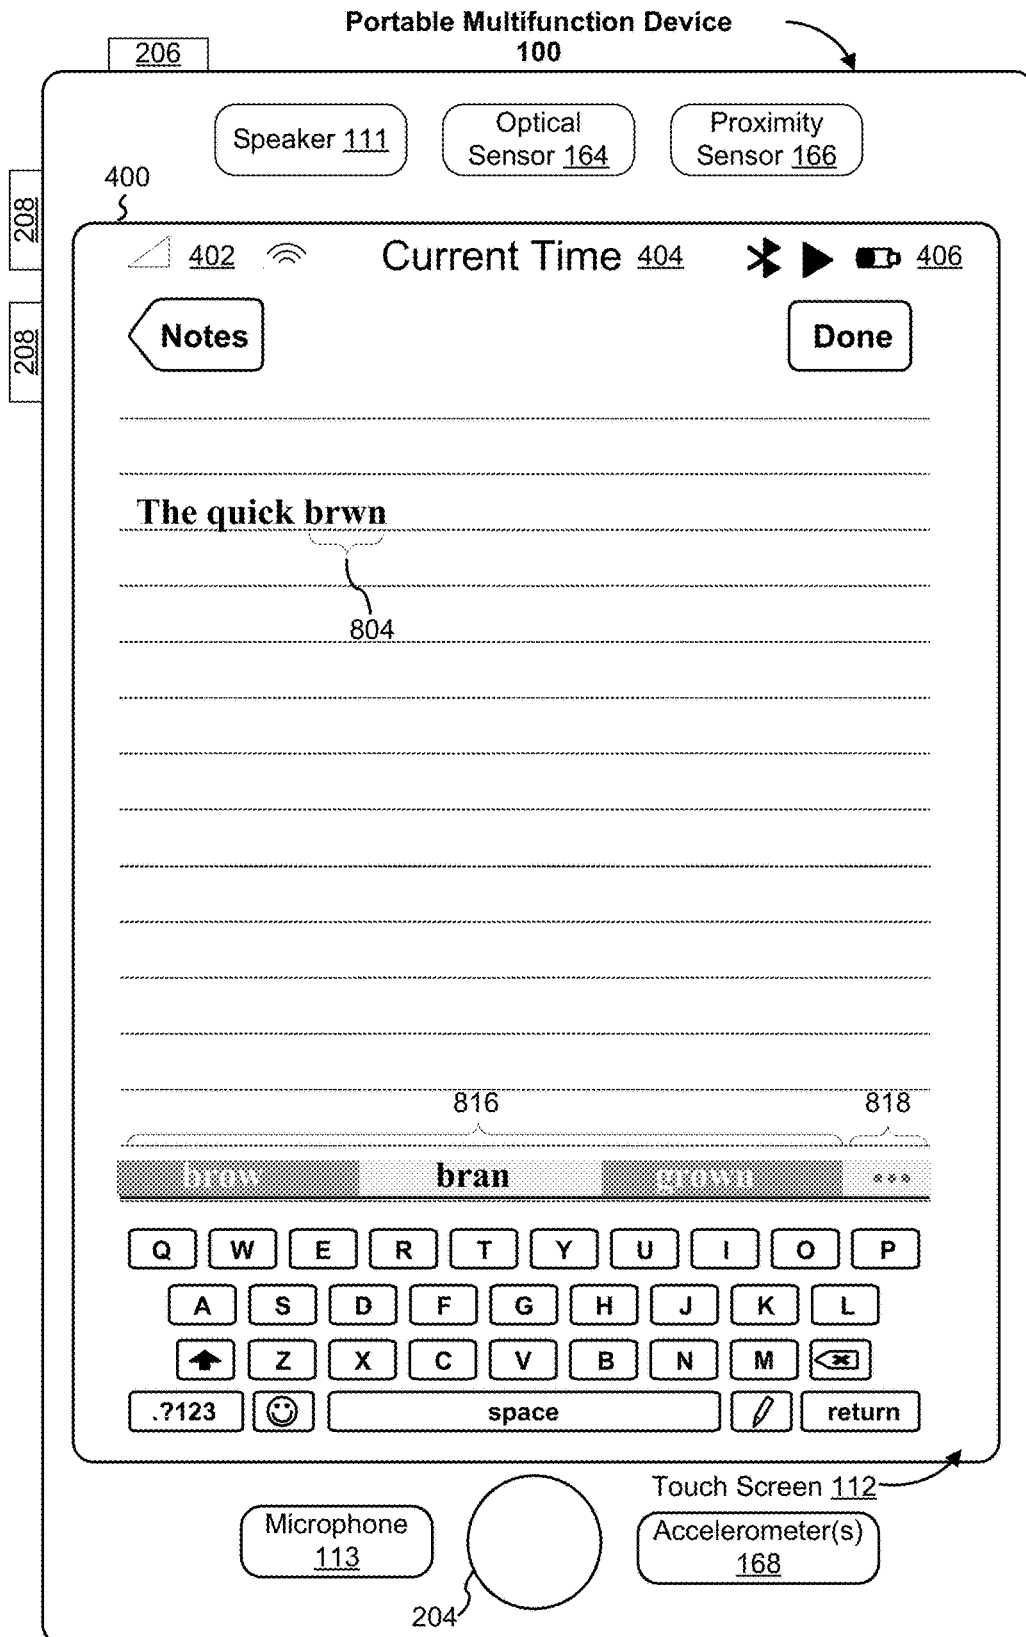 Portable Multifunction Device
100
206
Speaker 111
Optical
Sensor 164
Proximity
Sensor 166
208
400
402
Current Time 404
406
208
Notes
Done
The quick brwn
804
816
818
brow
bran
grown
Q W E R T Y U I O P
A S D F G H J K L
Z X C V B N M
.?123
space
return
Touch Screen 112
Microphone
113
Accelerometer(s)
168
204